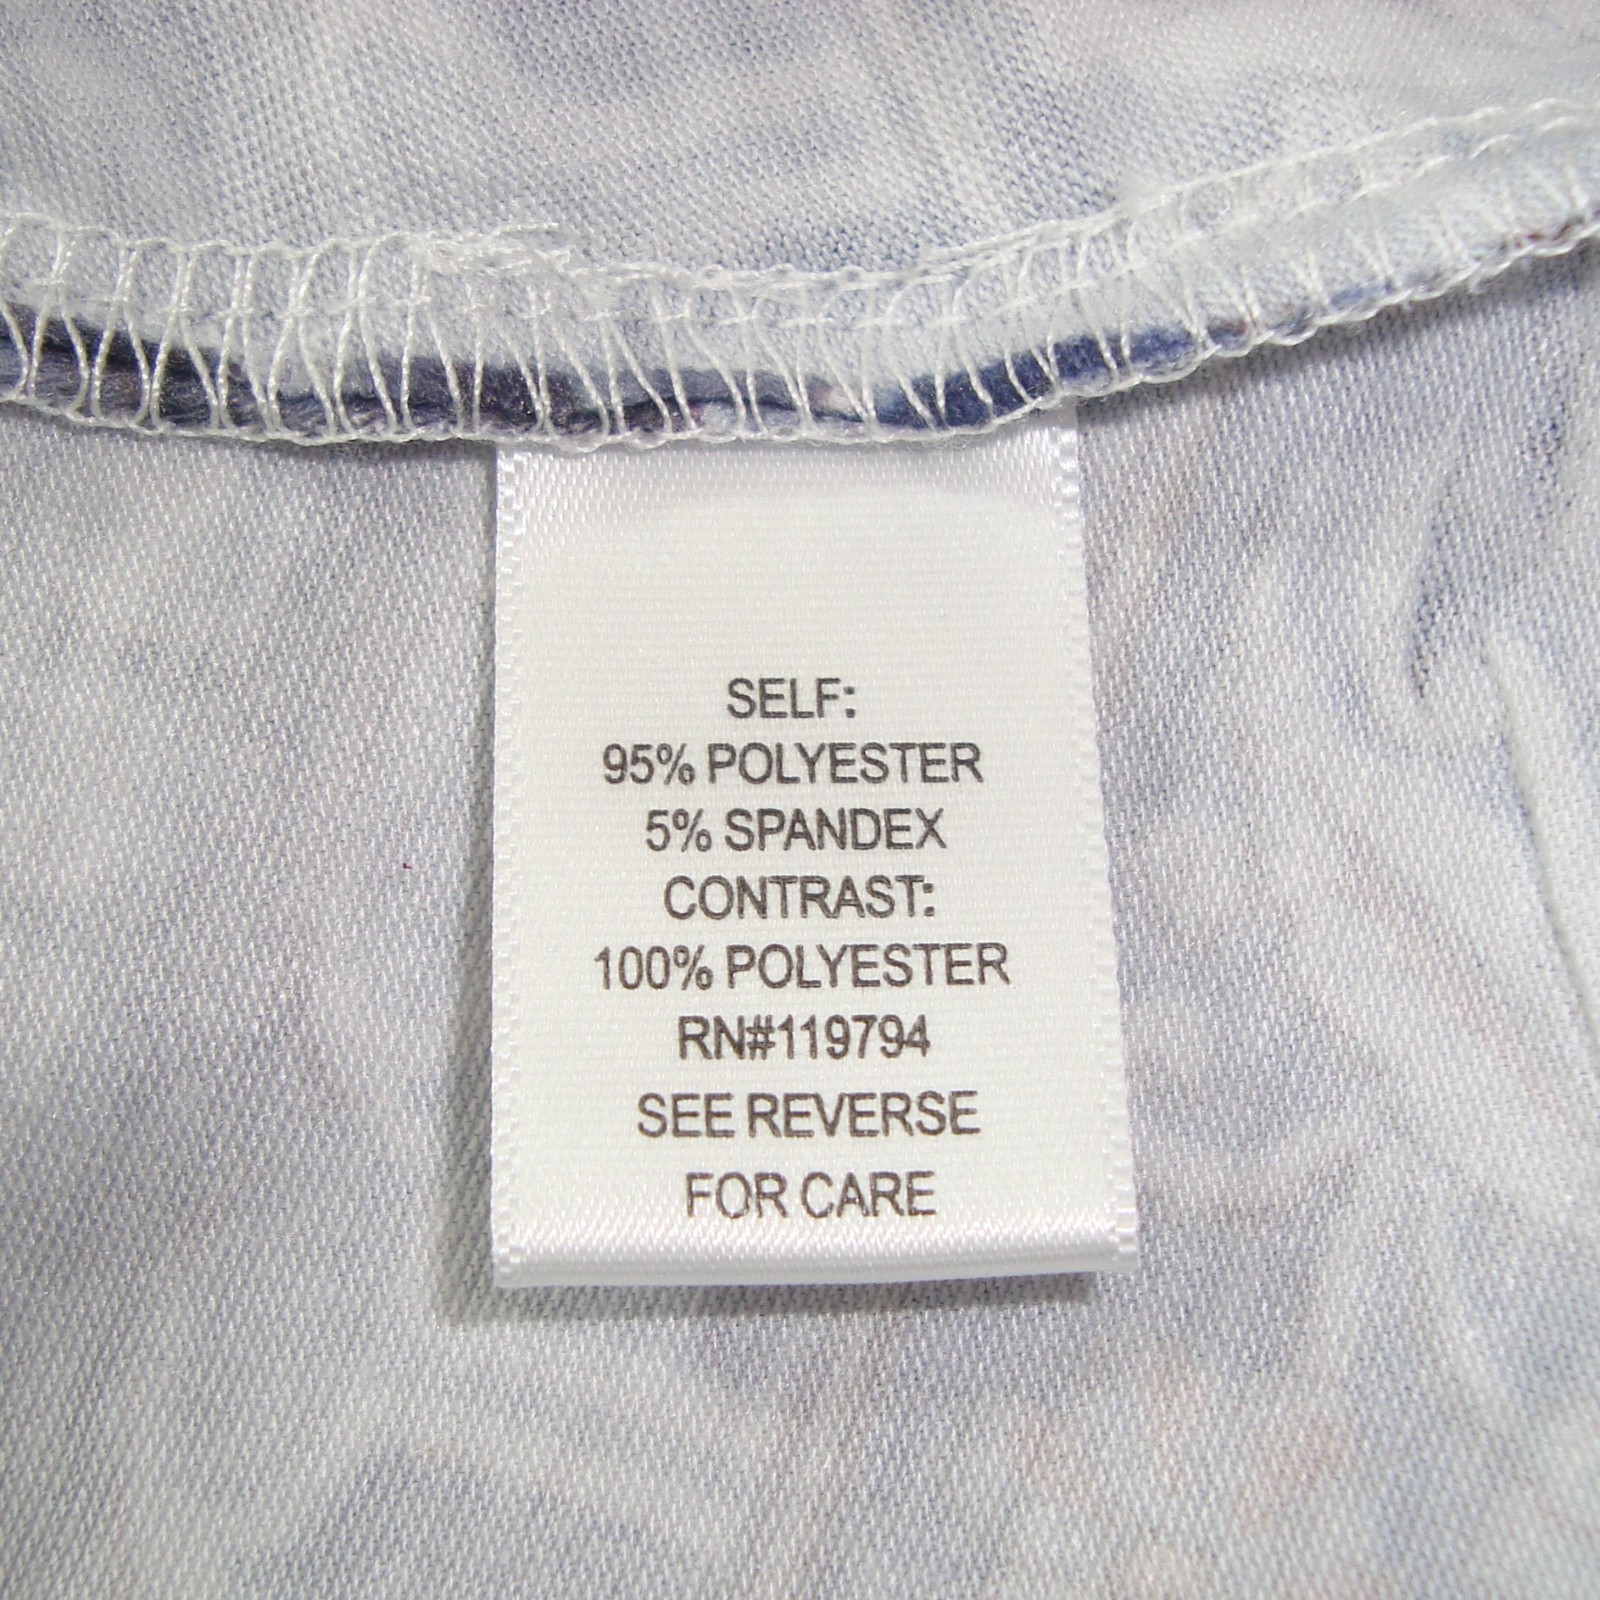 SELF:
95% POLYESTER
5% SPANDEX
CONTRAST:
100% POLYESTER
RN#119794
SEE REVERSE
FOR CARE